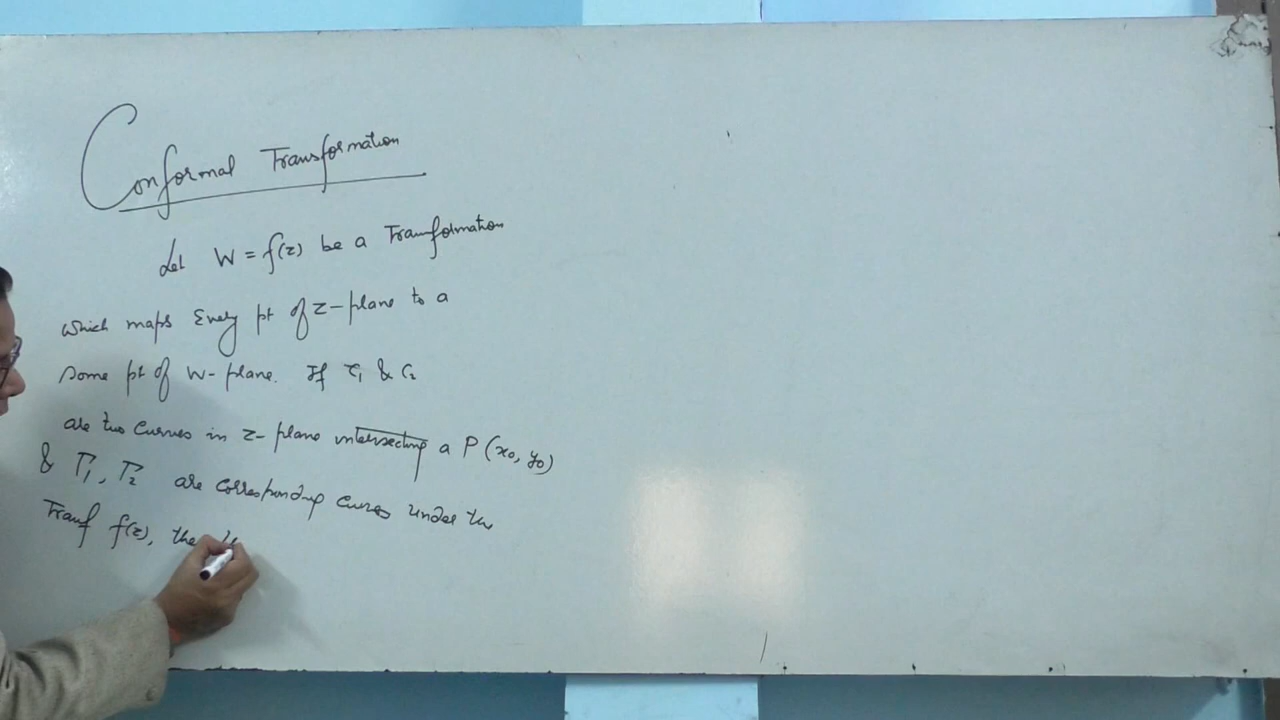 Conformal Transformation
Let W = f(z) be a Transformation
which maps Every pt of z-plane to a
some pt of W-plane. If C₁ & C₂
are two curves in z-plane intersecting a P(x₀, y₀)
& Γ₁, Γ₂ are corresponding curves under the
Transf f(z), the